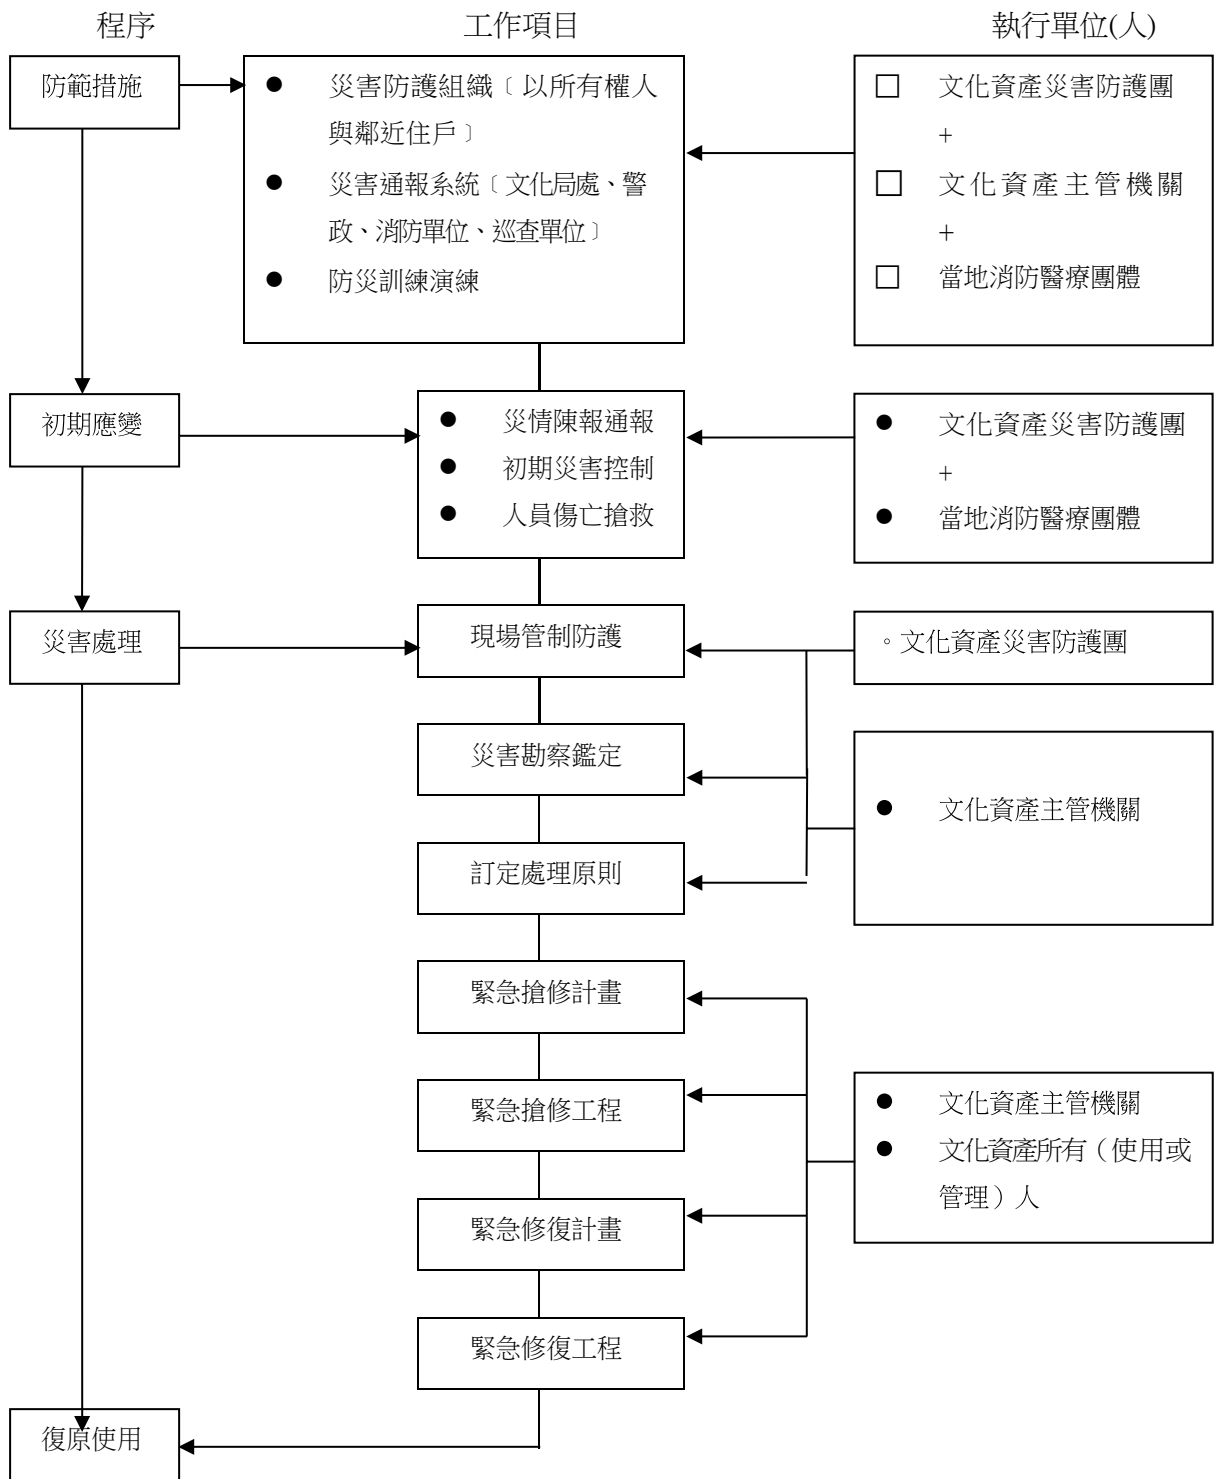 程序
工作項目
執行單位(人)
防範措施
● 災害防護組織〔以所有權人
與鄰近住戶〕
● 災害通報系統〔文化局處、警
政、消防單位、巡查單位〕
● 防災訓練演練
□ 文化資產災害防護團
+
□ 文化資產主管機關
+
□ 當地消防醫療團體
初期應變
● 災情陳報通報
● 初期災害控制
● 人員傷亡搶救
● 文化資產災害防護團
+
● 當地消防醫療團體
災害處理
現場管制防護
。文化資產災害防護團
災害勘察鑑定
● 文化資產主管機關
訂定處理原則
緊急搶修計畫
緊急搶修工程
● 文化資產主管機關
● 文化資產所有（使用或
管理）人
緊急修復計畫
緊急修復工程
復原使用